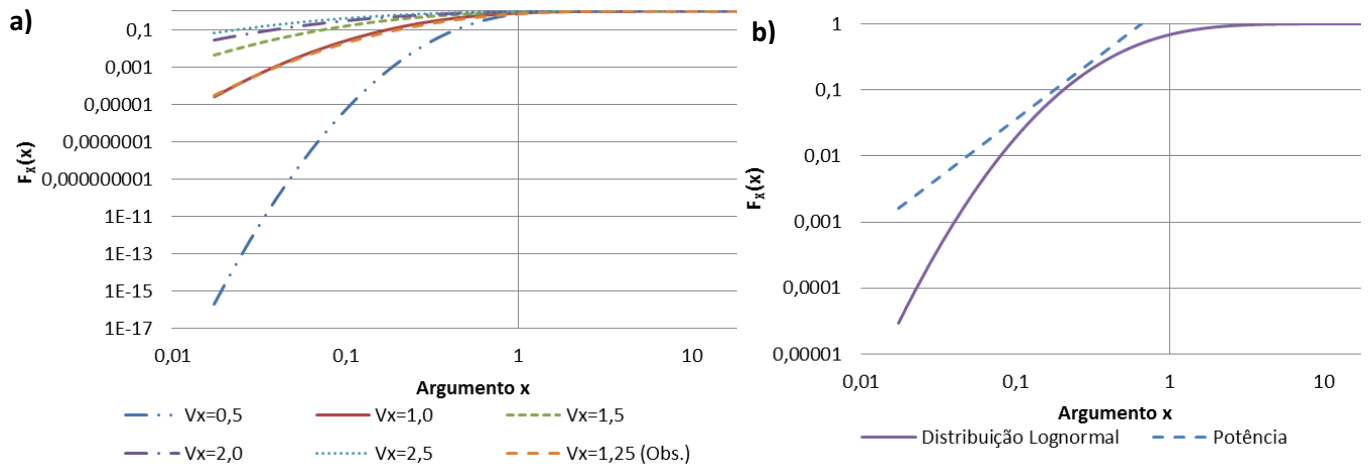 a)
0,1
0,001
0,00001
0,0000001
0,000000001
1E-11
1E-13
1E-15
1E-17
F_X(x)
0,01 0,1 1 10
Argumento x
Vx=0,5 Vx=1,0 Vx=1,5
Vx=2,0 Vx=2,5 Vx=1,25 (Obs.)
b)
1
0,1
0,01
0,001
0,0001
0,00001
F_X(x)
0,01 0,1 1 10
Argumento x
Distribuição Lognormal Potência